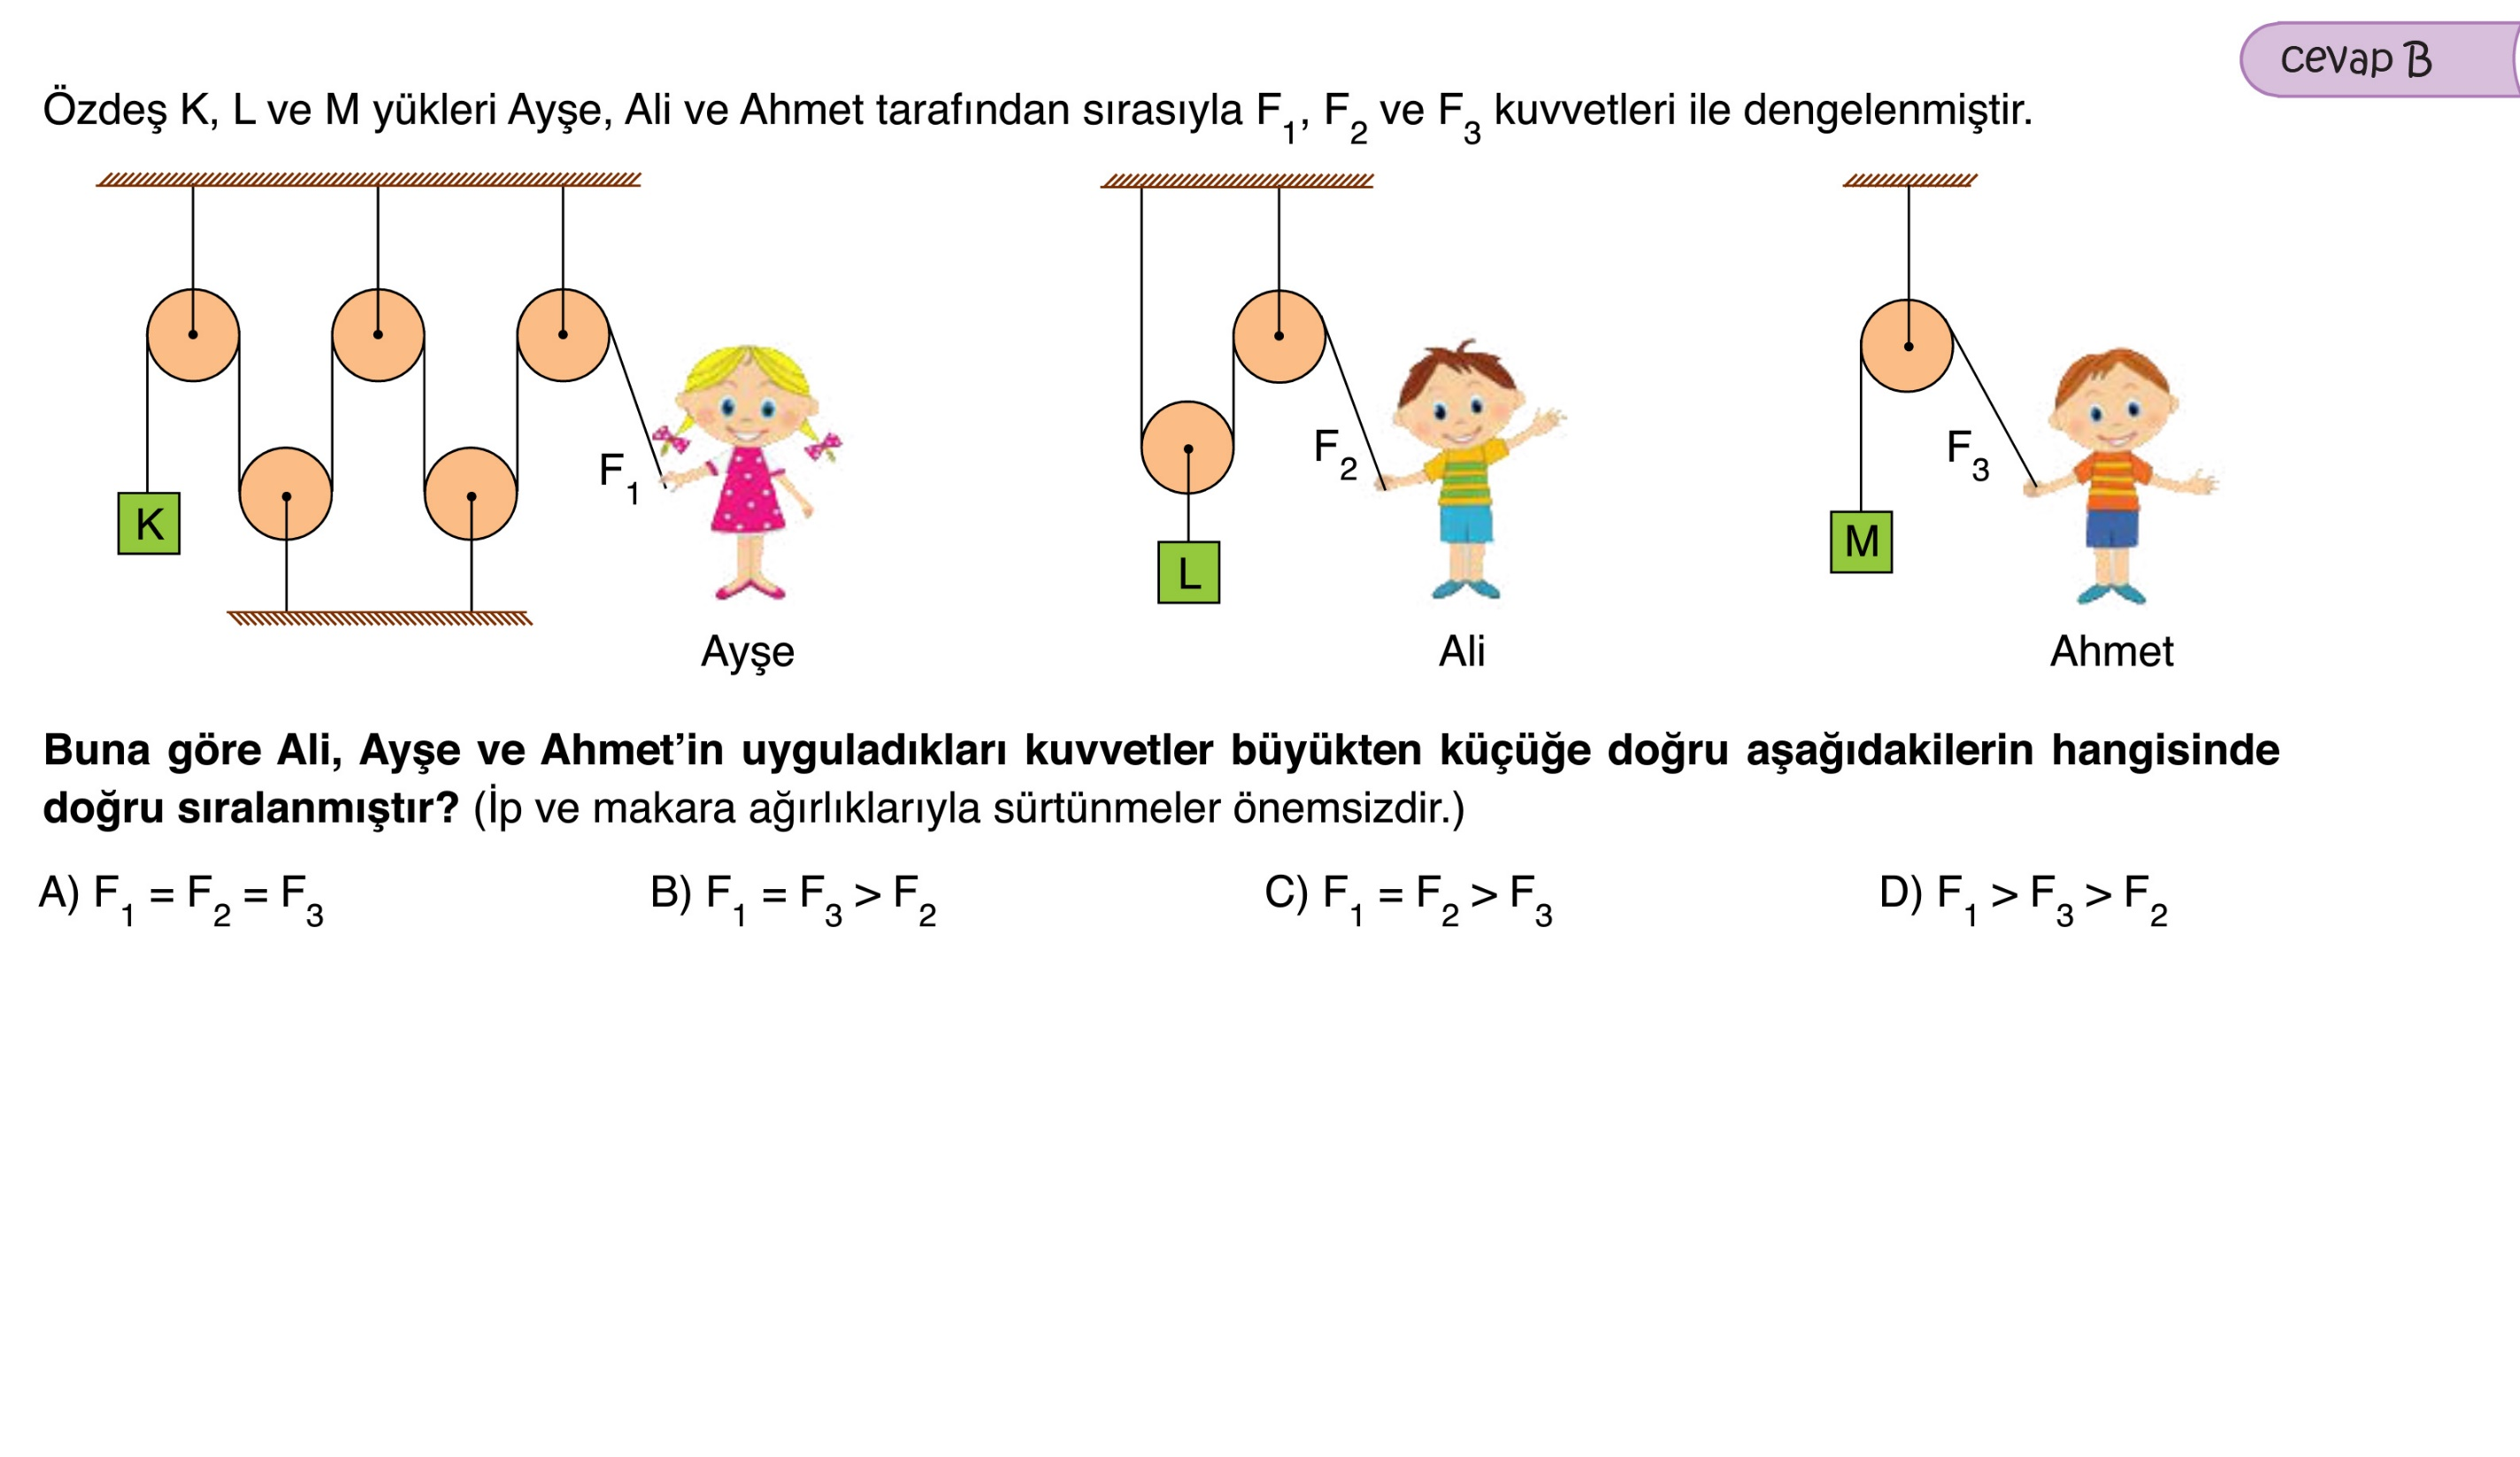 cevap B
Özdeş K, L ve M yükleri Ayşe, Ali ve Ahmet tarafından sırasıyla F₁, F₂ ve F₃ kuvvetleri ile dengelenmiştir.
K
F₁
Ayşe
L
F₂
Ali
M
F₃
Ahmet
Buna göre Ali, Ayşe ve Ahmet’in uyguladıkları kuvvetler büyükten küçüğe doğru aşağıdakilerin hangisinde
doğru sıralanmıştır? (İp ve makara ağırlıklarıyla sürtünmeler önemsizdir.)
A) F₁ = F₂ = F₃ B) F₁ = F₃ > F₂ C) F₁ = F₂ > F₃ D) F₁ > F₃ > F₂